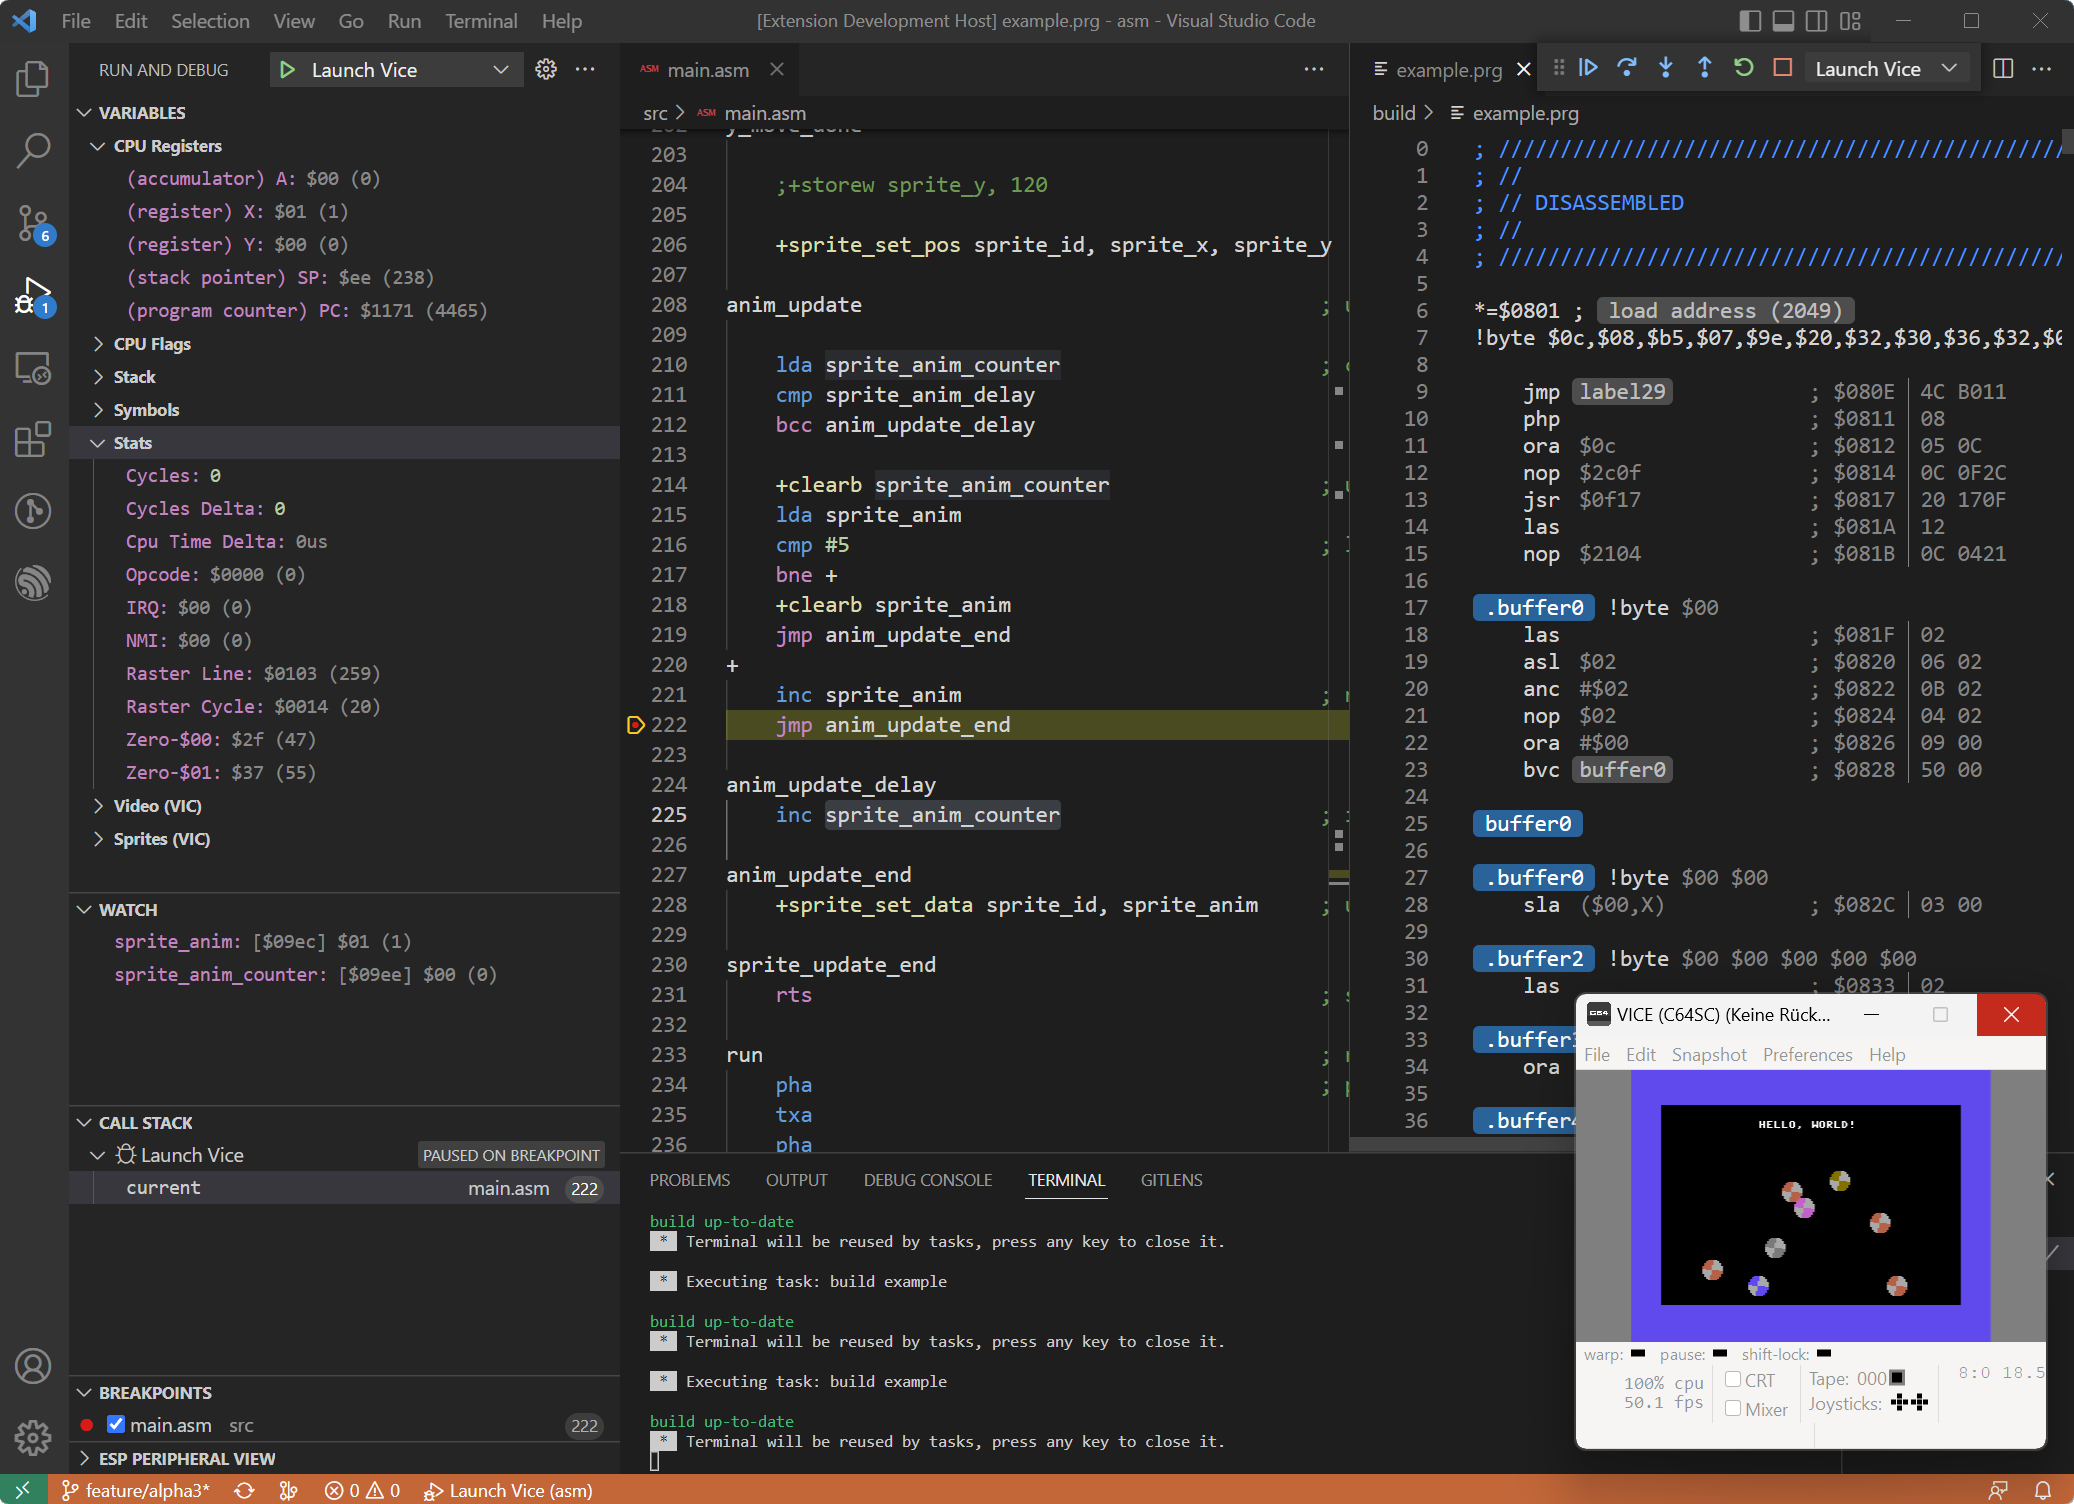 File Edit Selection View Go Run Terminal Help
[Extension Development Host] example.prg - asm - Visual Studio Code
RUN AND DEBUG
Launch Vice
VARIABLES
CPU Registers
(accumulator) A: $00 (0)
(register) X: $01 (1)
(register) Y: $00 (0)
(stack pointer) SP: $ee (238)
(program counter) PC: $1171 (4465)
CPU Flags
Stack
Symbols
Stats
Cycles: 0
Cycles Delta: 0
Cpu Time Delta: 0us
Opcode: $0000 (0)
IRQ: $00 (0)
NMI: $00 (0)
Raster Line: $0103 (259)
Raster Cycle: $0014 (20)
Zero-$00: $2f (47)
Zero-$01: $37 (55)
Video (VIC)
Sprites (VIC)
WATCH
sprite_anim: [$09ec] $01 (1)
sprite_anim_counter: [$09ee] $00 (0)
CALL STACK
Launch Vice PAUSED ON BREAKPOINT
current main.asm 222
BREAKPOINTS
main.asm src 222
ESP PERIPHERAL VIEW
6
1
ASM main.asm
src > ASM main.asm
202 y_move_done
203
204 ;+storew sprite_y, 120
205
206 +sprite_set_pos sprite_id, sprite_x, sprite_y
207
208 anim_update ;
209
210 lda sprite_anim_counter ;
211 cmp sprite_anim_delay
212 bcc anim_update_delay
213
214 +clearb sprite_anim_counter ;
215 lda sprite_anim
216 cmp #5 ;
217 bne +
218 +clearb sprite_anim
219 jmp anim_update_end
220 +
221 inc sprite_anim ;
222 jmp anim_update_end
223
224 anim_update_delay
225 inc sprite_anim_counter ;
226
227 anim_update_end
228 +sprite_set_data sprite_id, sprite_anim ;
229
230 sprite_update_end
231 rts ;
232
233 run ;
234 pha ;
235 txa
236 pha
example.prg
Launch Vice
build > example.prg
0 ; //////////////////////////////////////////////
1 ; //
2 ; // DISASSEMBLED
3 ; //
4 ; //////////////////////////////////////////////
5
6 *=$0801 ; load address (2049)
7 !byte $0c,$08,$b5,$07,$9e,$20,$32,$30,$36,$32,
8
9 jmp label29 ; $080E 4C B011
10 php ; $0811 08
11 ora $0c ; $0812 05 0C
12 nop $2c0f ; $0814 0C 0F2C
13 jsr $0f17 ; $0817 20 170F
14 las ; $081A 12
15 nop $2104 ; $081B 0C 0421
16
17 .buffer0 !byte $00
18 las ; $081F 02
19 asl $02 ; $0820 06 02
20 anc #$02 ; $0822 0B 02
21 nop $02 ; $0824 04 02
22 ora #$00 ; $0826 09 00
23 bvc buffer0 ; $0828 50 00
24
25 buffer0
26
27 .buffer0 !byte $00 $00
28 sla ($00,X) ; $082C 03 00
29
30 .buffer2 !byte $00 $00 $00 $00 $00
31 las ; $0833 02
32
33 .buffer
34 ora
35
36 .buffer
PROBLEMS OUTPUT DEBUG CONSOLE TERMINAL GITLENS
build up-to-date
* Terminal will be reused by tasks, press any key to close it.
* Executing task: build example
build up-to-date
* Terminal will be reused by tasks, press any key to close it.
* Executing task: build example
build up-to-date
* Terminal will be reused by tasks, press any key to close it.
C64 VICE (C64SC) (Keine Rück...
File Edit Snapshot Preferences Help
HELLO, WORLD!
warp: pause: shift-lock:
100% cpu
50.1 fps
CRT
Mixer
Tape: 000
Joysticks:
8:0 18.5
feature/alpha3* 0 0 Launch Vice (asm)